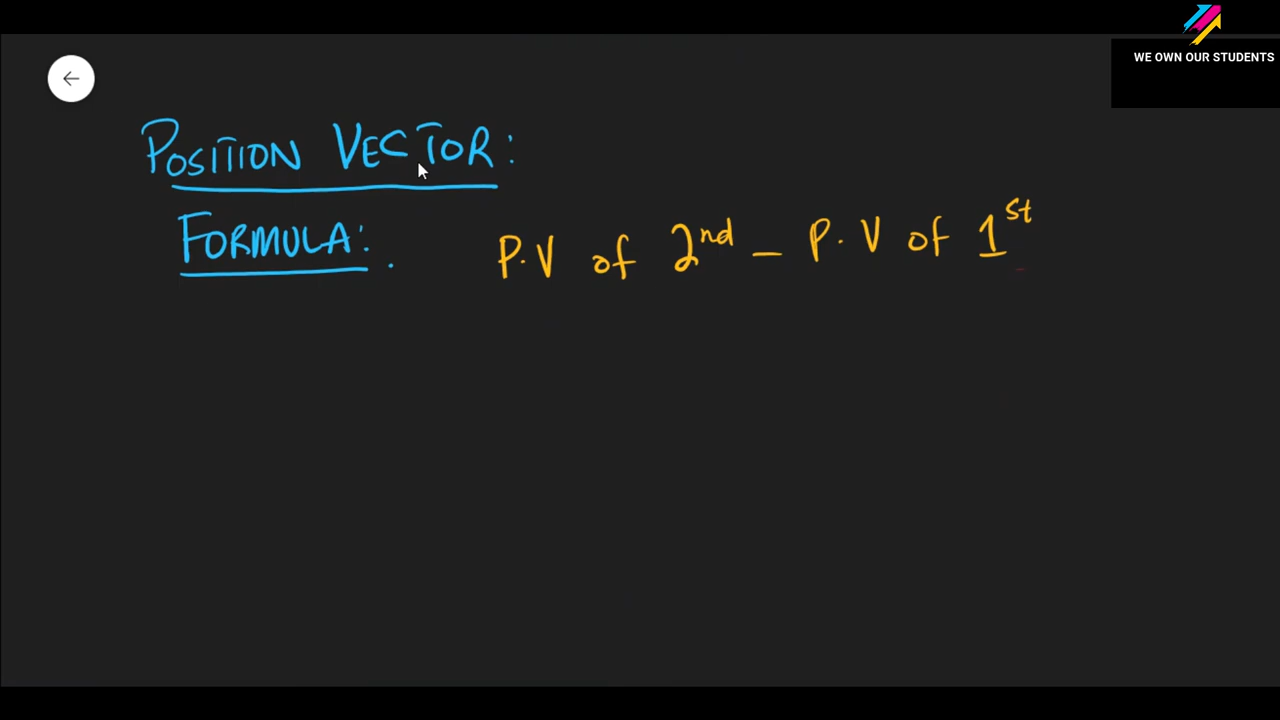 WE OWN OUR STUDENTS
POSITION VECTOR:
FORMULA:. P.V of 2nd - P.V of 1st